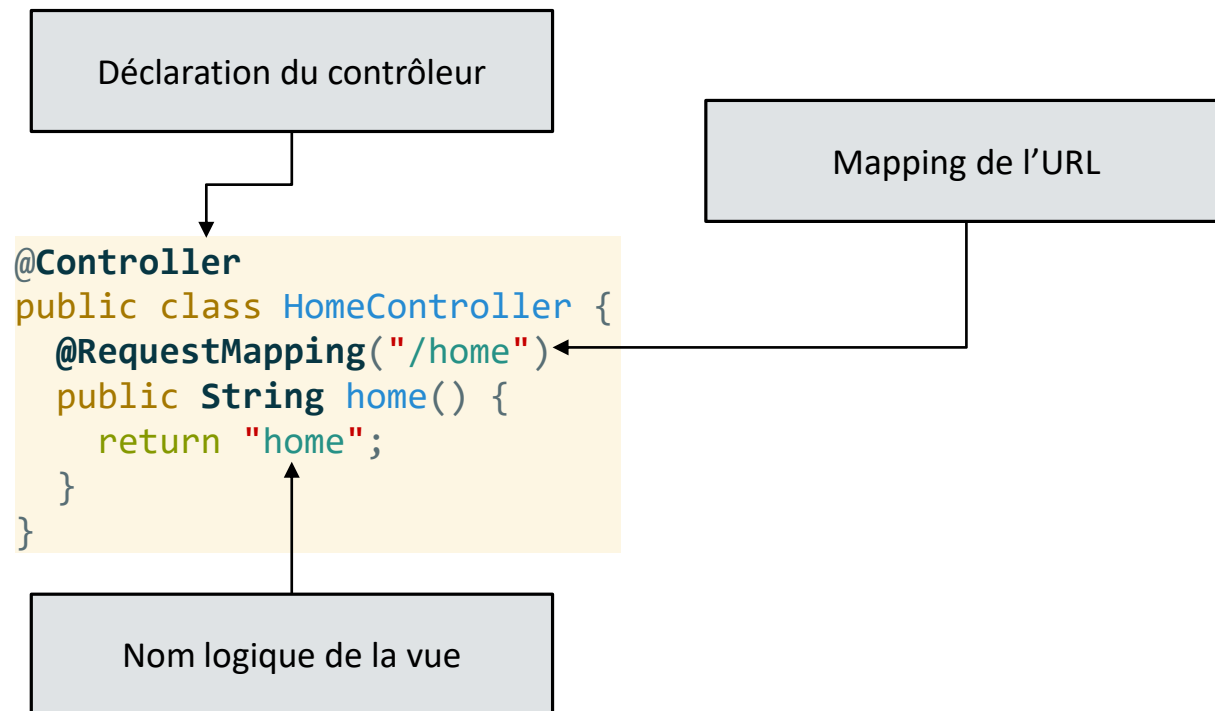 Déclaration du contrôleur
Mapping de l’URL
@Controller
public class HomeController {
@RequestMapping("/home")
public String home() {
return "home";
}
}
Nom logique de la vue